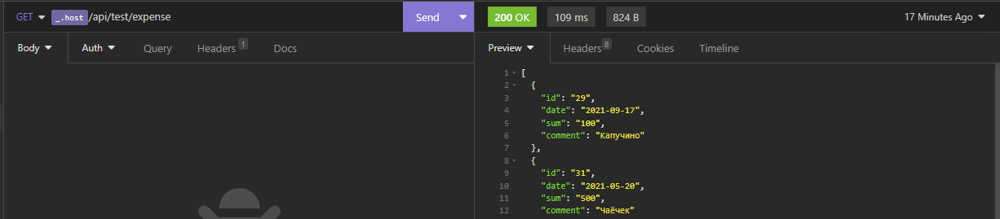 GET _.host /api/test/expense Send 200 OK 109 ms 824 B 17 Minutes Ago
Body Auth Query Headers 1 Docs Preview Headers 8 Cookies Timeline
1 [
2 {
3 "id": "29",
4 "date": "2021-09-17",
5 "sum": "100",
6 "comment": "Капучино"
7 },
8 {
9 "id": "31",
10 "date": "2021-05-20",
11 "sum": "500",
12 "comment": "Чаёчек"